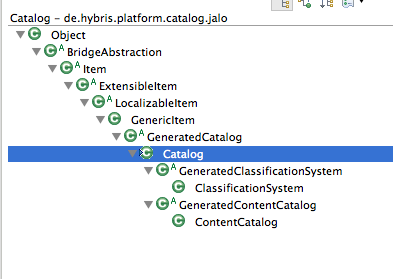 Catalog - de.hybris.platform.catalog.jalo
Object
BridgeAbstraction
Item
ExtensibleItem
LocalizableItem
GenericItem
GeneratedCatalog
Catalog
GeneratedClassificationSystem
ClassificationSystem
GeneratedContentCatalog
ContentCatalog